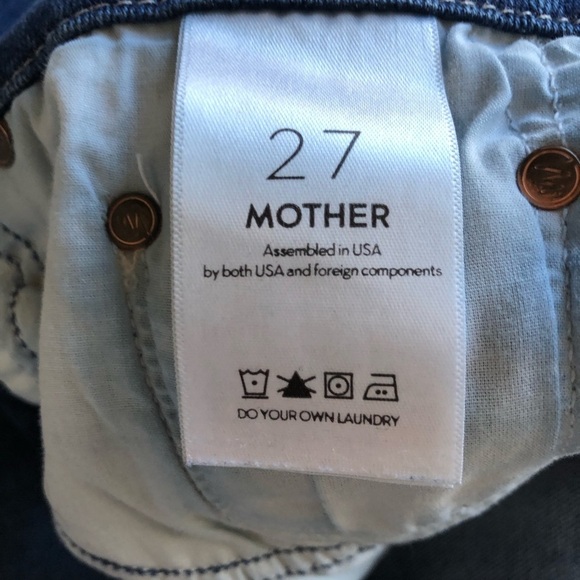 27
MOTHER
Assembled in USA
by both USA and foreign components
DO YOUR OWN LAUNDRY